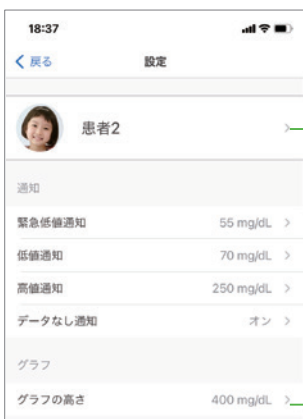 18:37
戻る 設定
患者2
通知
緊急低値通知 55 mg/dL
低値通知 70 mg/dL
高値通知 250 mg/dL
データなし通知 オン
グラフ
グラフの高さ 400 mg/dL